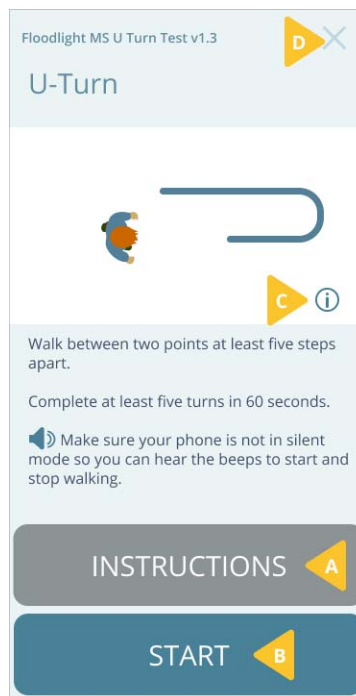 Floodlight MS U Turn Test v1.3
D
U-Turn
C
i
Walk between two points at least five steps
apart.
Complete at least five turns in 60 seconds.
Make sure your phone is not in silent
mode so you can hear the beeps to start and
stop walking.
INSTRUCTIONS A
START B